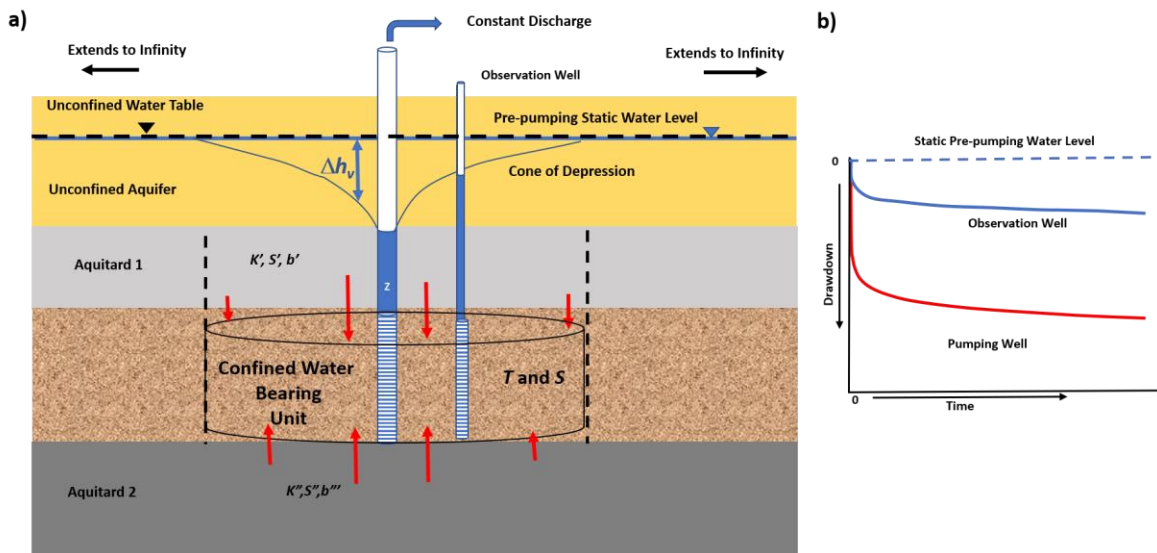 a)
Constant Discharge
b)
Extends to Infinity
Extends to Infinity
Observation Well
Unconfined Water Table
Pre-pumping Static Water Level
Δhᵥ
Cone of Depression
Unconfined Aquifer
Aquitard 1
K', S', b'
z
Confined Water
Bearing
Unit
T and S
Aquitard 2
K",S",b"'
Static Pre-pumping Water Level
0
Observation Well
Drawdown
Pumping Well
0
Time